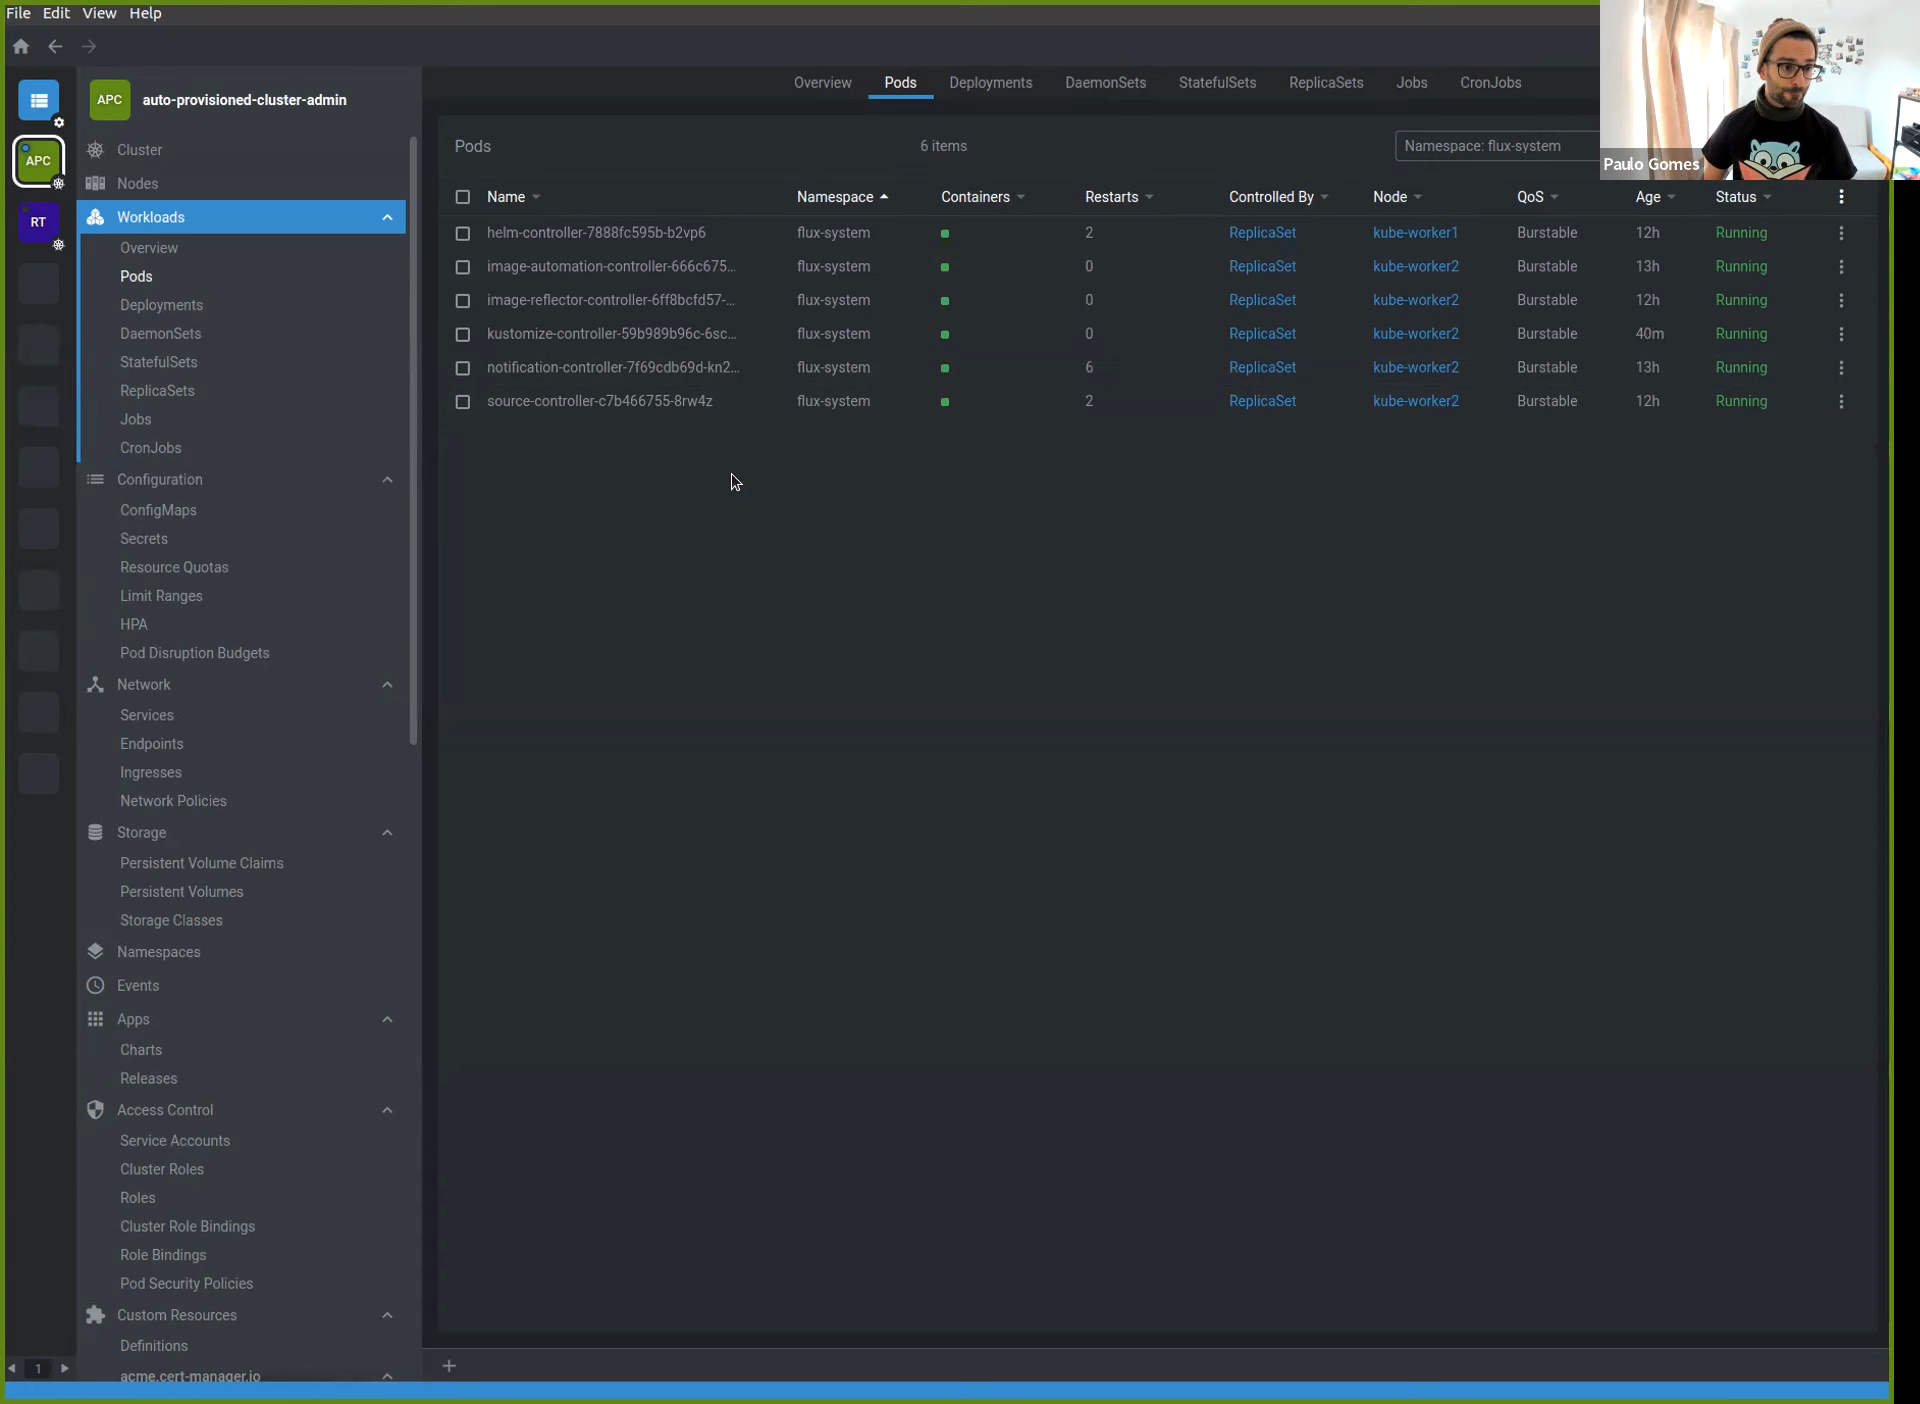 File Edit View Help
APC
auto-provisioned-cluster-admin
APC
RT
1
Cluster
Nodes
Workloads
Overview
Pods
Deployments
DaemonSets
StatefulSets
ReplicaSets
Jobs
CronJobs
Configuration
ConfigMaps
Secrets
Resource Quotas
Limit Ranges
HPA
Pod Disruption Budgets
Network
Services
Endpoints
Ingresses
Network Policies
Storage
Persistent Volume Claims
Persistent Volumes
Storage Classes
Namespaces
Events
Apps
Charts
Releases
Access Control
Service Accounts
Cluster Roles
Roles
Cluster Role Bindings
Role Bindings
Pod Security Policies
Custom Resources
Definitions
acme.cert-manager.io
Overview Pods Deployments DaemonSets StatefulSets ReplicaSets Jobs CronJobs
Pods 6 items Namespace: flux-system
Paulo Gomes
Name Namespace Containers Restarts Controlled By Node QoS Age Status
helm-controller-7888fc595b-b2vp6 flux-system 2 ReplicaSet kube-worker1 Burstable 12h Running
image-automation-controller-666c675... flux-system 0 ReplicaSet kube-worker2 Burstable 13h Running
image-reflector-controller-6ff8bcfd57-... flux-system 0 ReplicaSet kube-worker2 Burstable 12h Running
kustomize-controller-59b989b96c-6sc... flux-system 0 ReplicaSet kube-worker2 Burstable 40m Running
notification-controller-7f69cdb69d-kn2... flux-system 6 ReplicaSet kube-worker2 Burstable 13h Running
source-controller-c7b466755-8rw4z flux-system 2 ReplicaSet kube-worker2 Burstable 12h Running